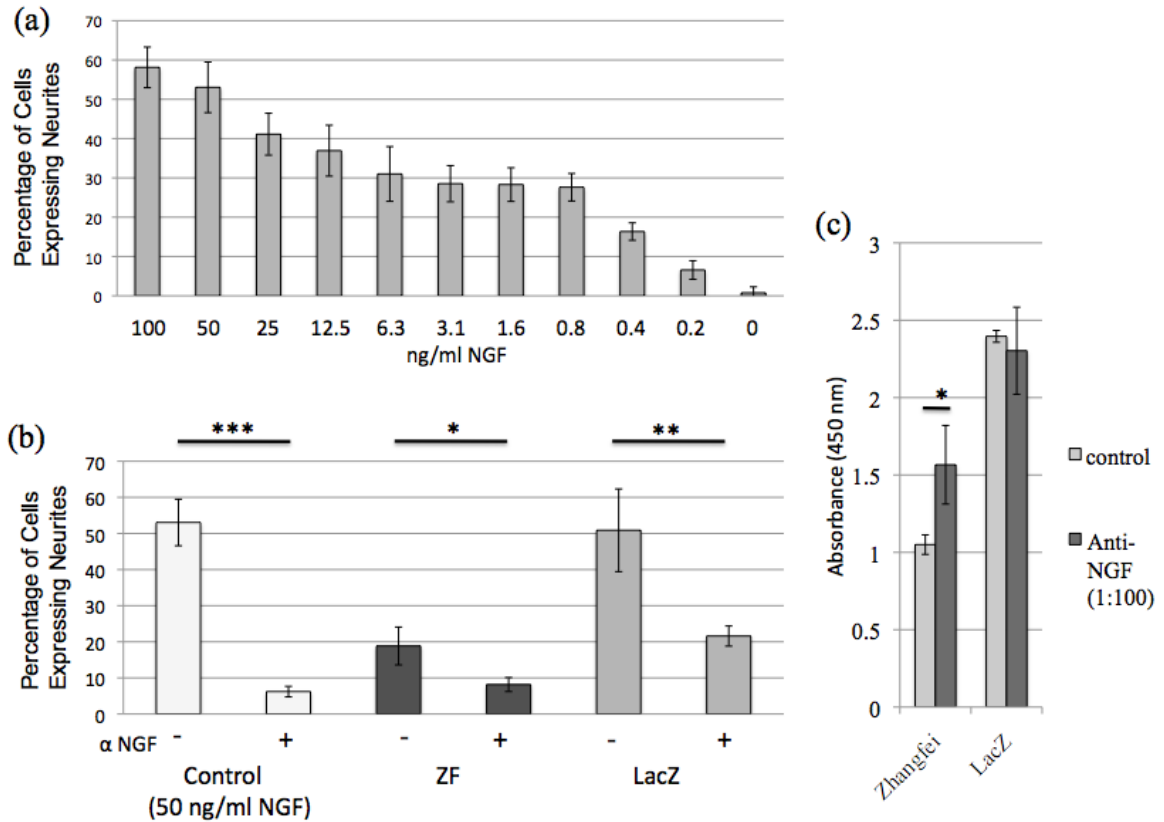 (a)
Percentage of Cells
Expressing Neurites
70
60
50
40
30
20
10
0
100 50 25 12.5 6.3 3.1 1.6 0.8 0.4 0.2 0
ng/ml NGF
(b)
*** * **
Percentage of Cells
Expressing Neurites
70
60
50
40
30
20
10
0
α NGF - + - + - +
Control ZF LacZ
(50 ng/ml NGF)
(c)
Absorbance (450 nm)
3
2.5
2
1.5
1
0.5
0
*
Zhangfei LacZ
control
Anti-
NGF
(1:100)